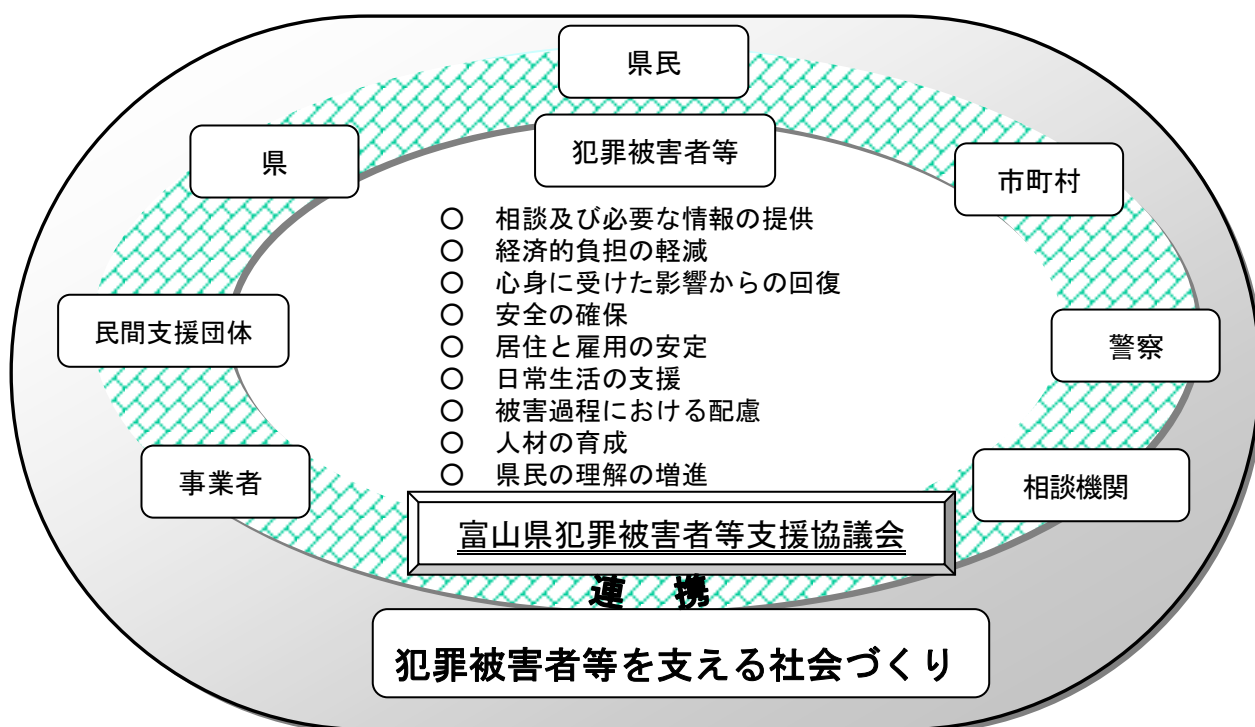 県民
県
犯罪被害者等
市町村
○ 相談及び必要な情報の提供
○ 経済的負担の軽減
○ 心身に受けた影響からの回復
○ 安全の確保
○ 居住と雇用の安定
○ 日常生活の支援
○ 被害過程における配慮
○ 人材の育成
○ 県民の理解の増進
民間支援団体
警察
事業者
相談機関
富山県犯罪被害者等支援協議会
連 携
犯罪被害者等を支える社会づくり